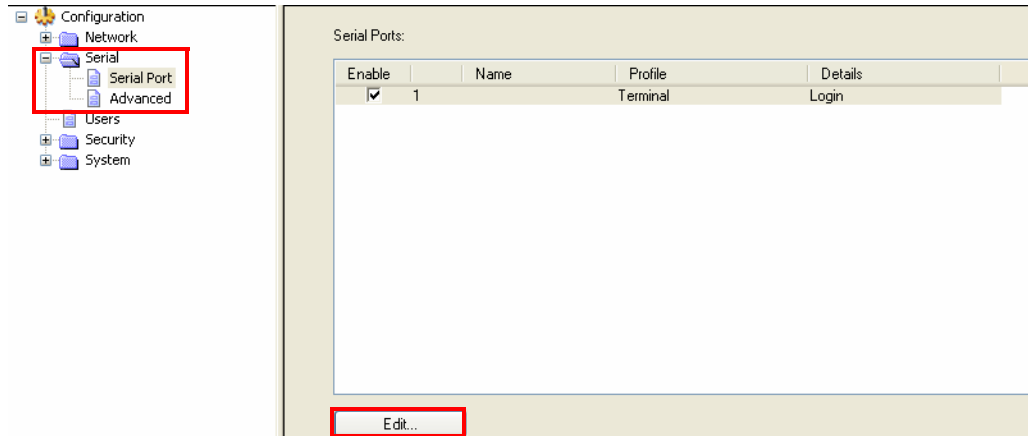 Configuration
Network
Serial
Serial Port
Advanced
Users
Security
System
Serial Ports:
Enable Name Profile Details
1 Terminal Login
Edit...